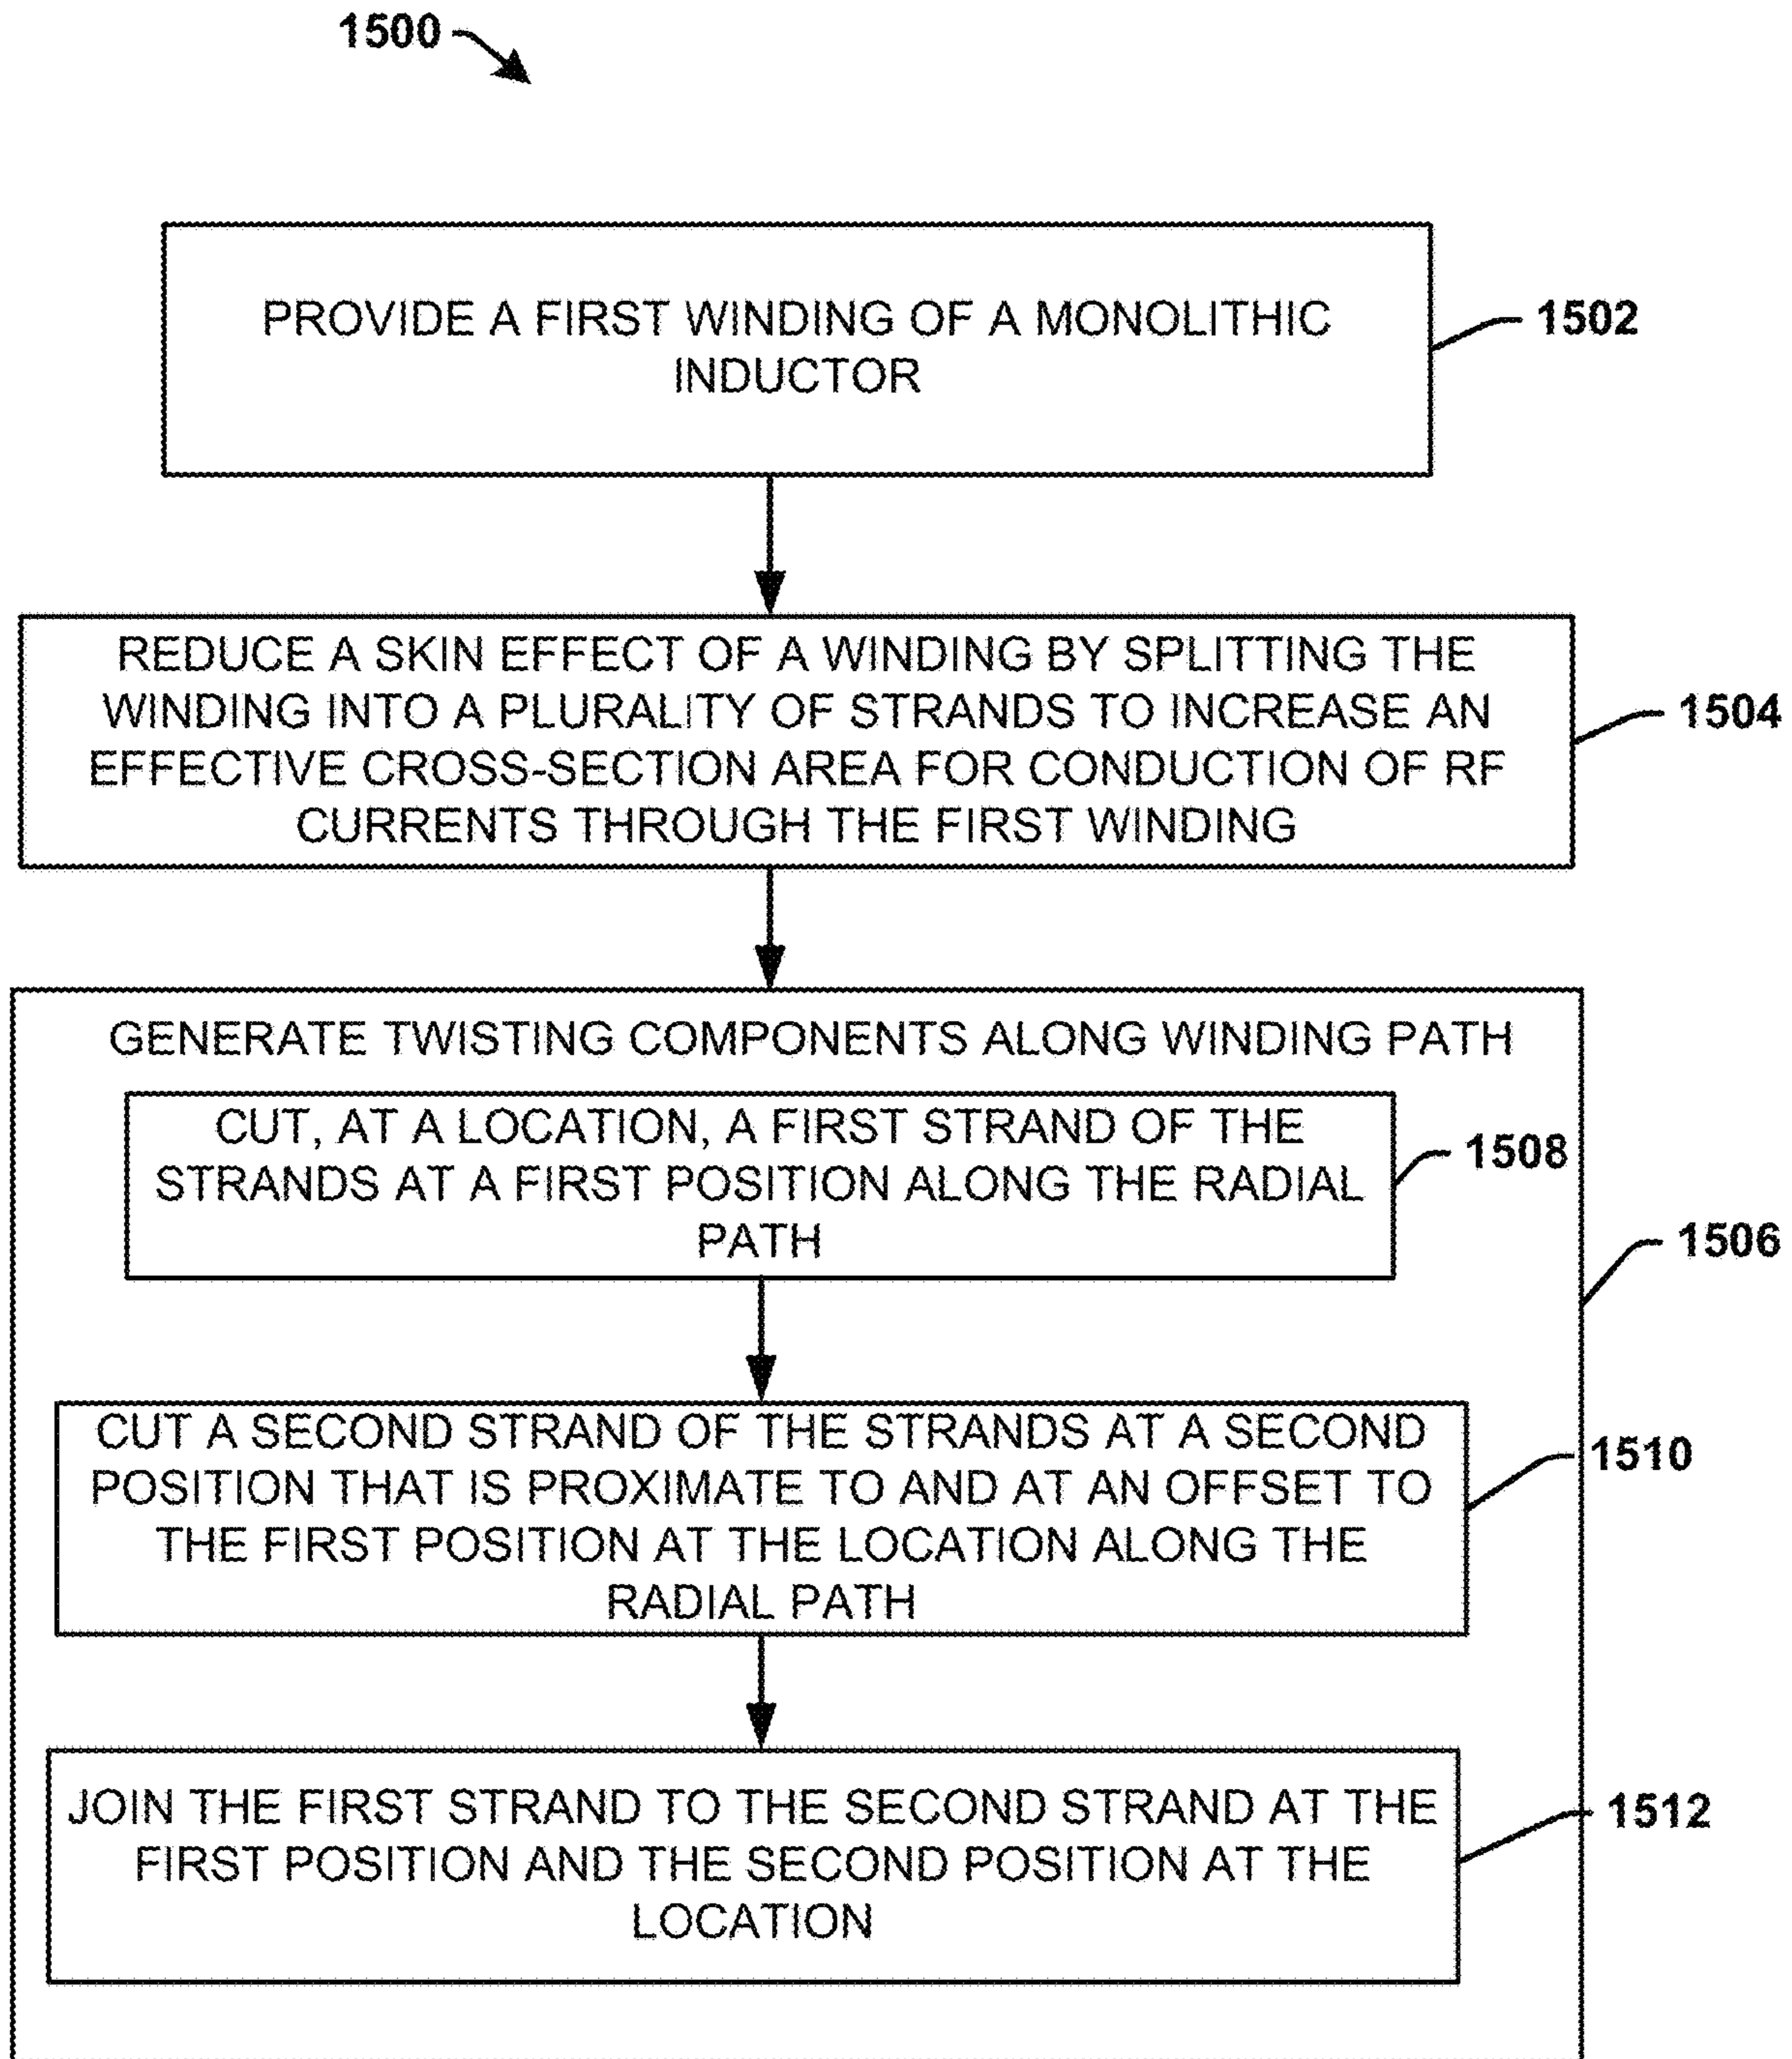 1500
PROVIDE A FIRST WINDING OF A MONOLITHIC
INDUCTOR
1502
REDUCE A SKIN EFFECT OF A WINDING BY SPLITTING THE
WINDING INTO A PLURALITY OF STRANDS TO INCREASE AN
EFFECTIVE CROSS-SECTION AREA FOR CONDUCTION OF RF
CURRENTS THROUGH THE FIRST WINDING
1504
GENERATE TWISTING COMPONENTS ALONG WINDING PATH
CUT, AT A LOCATION, A FIRST STRAND OF THE
STRANDS AT A FIRST POSITION ALONG THE RADIAL
PATH
1508
1506
CUT A SECOND STRAND OF THE STRANDS AT A SECOND
POSITION THAT IS PROXIMATE TO AND AT AN OFFSET TO
THE FIRST POSITION AT THE LOCATION ALONG THE
RADIAL PATH
1510
JOIN THE FIRST STRAND TO THE SECOND STRAND AT THE
FIRST POSITION AND THE SECOND POSITION AT THE
LOCATION
1512